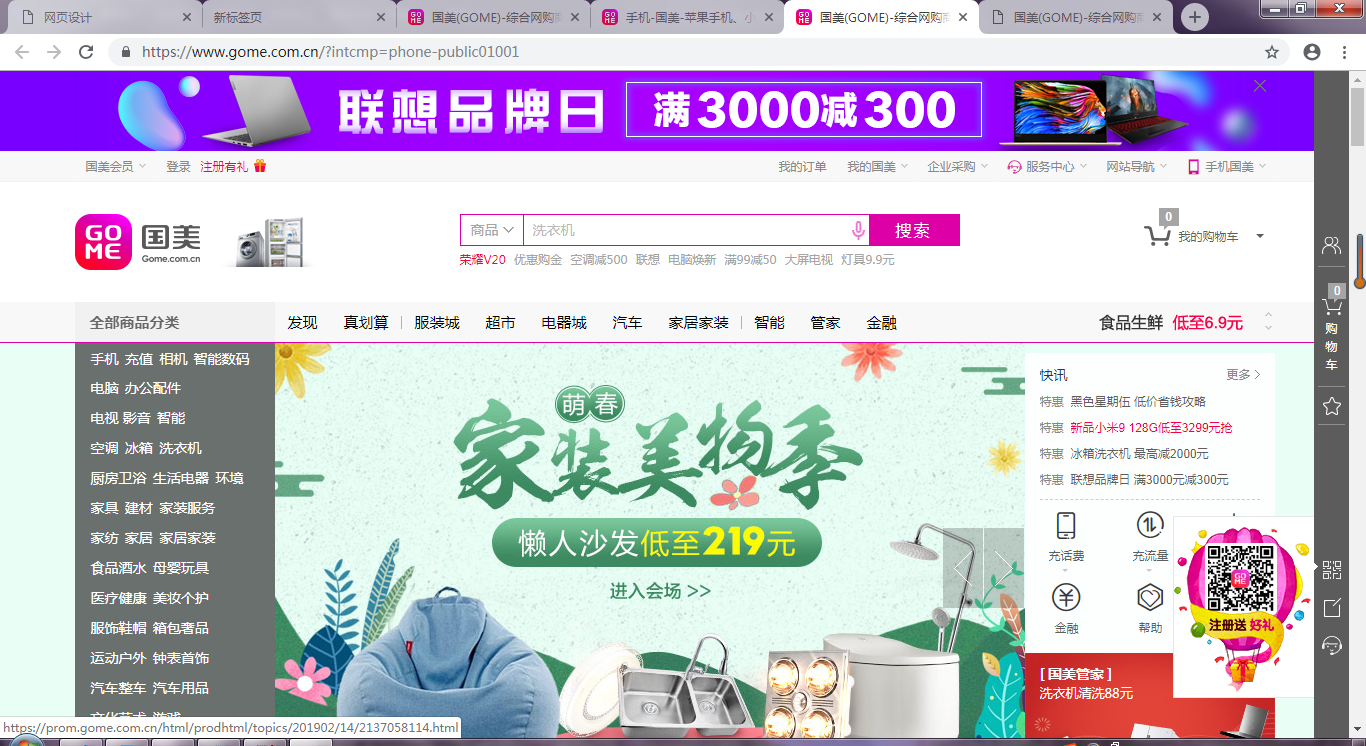 网页设计
新标签页
国美(GOME)-综合网购商
手机-国美-苹果手机、小
国美(GOME)-综合网购商
国美(GOME)-综合网购商
https://www.gome.com.cn/?intcmp=phone-public01001
联想品牌日 满3000减300
国美会员 登录 注册有礼 我的订单 我的国美 企业采购 服务中心 网站导航 手机国美
GOME 国美
Gome.com.cn
商品 洗衣机 搜索
0 我的购物车
荣耀V20 优惠购金 空调减500 联想 电脑焕新 满99减50 大屏电视 灯具9.9元
全部商品分类 发现 真划算 服装城 超市 电器城 汽车 家居家装 智能 管家 金融 食品生鲜 低至6.9元
手机 充值 相机 智能数码
电脑 办公配件
电视 影音 智能
空调 冰箱 洗衣机
厨房卫浴 生活电器 环境
家具 建材 家装服务
家纺 家居 家居家装
食品酒水 母婴玩具
医疗健康 美妆个护
服饰鞋帽 箱包奢品
运动户外 钟表首饰
汽车整车 汽车用品
萌春
家装美物季
懒人沙发低至219元
进入会场 >>
快讯 更多
特惠 黑色星期伍 低价省钱攻略
特惠 新品小米9 128G低至3299元抢
特惠 冰箱洗衣机 最高减2000元
特惠 联想品牌日 满3000元减300元
充话费 充流量
金融 帮助
[ 国美管家 ]
洗衣机清洗88元
GOME
注册送 好礼
0
购
物
车
https://prom.gome.com.cn/html/prodhtml/topics/201902/14/2137058114.html